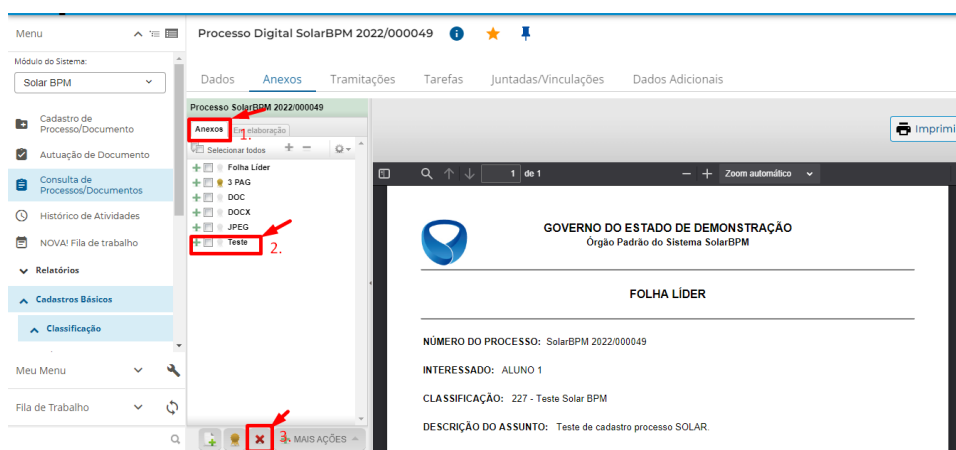 Menu
Módulo do Sistema:
Solar BPM
Cadastro de
Processo/Documento
Autuação de Documento
Consulta de
Processos/Documentos
Histórico de Atividades
NOVA! Fila de trabalho
Relatórios
Cadastros Básicos
Classificação
Meu Menu
Fila de Trabalho
Processo Digital SolarBPM 2022/000049
Dados Anexos Tramitações Tarefas Juntadas/Vinculações Dados Adicionais
Processo SolarBPM 2022/000049
Anexos Em elaboração
1.
Selecionar todos
Folha Líder
3 PAG
DOC
DOCX
JPEG
Teste
2.
3.
MAIS AÇÕES
Imprimi
1 de 1 Zoom automático
GOVERNO DO ESTADO DE DEMONSTRAÇÃO
Órgão Padrão do Sistema SolarBPM
FOLHA LÍDER
NÚMERO DO PROCESSO: SolarBPM 2022/000049
INTERESSADO: ALUNO 1
CLASSIFICAÇÃO: 227 - Teste Solar BPM
DESCRIÇÃO DO ASSUNTO: Teste de cadastro processo SOLAR.